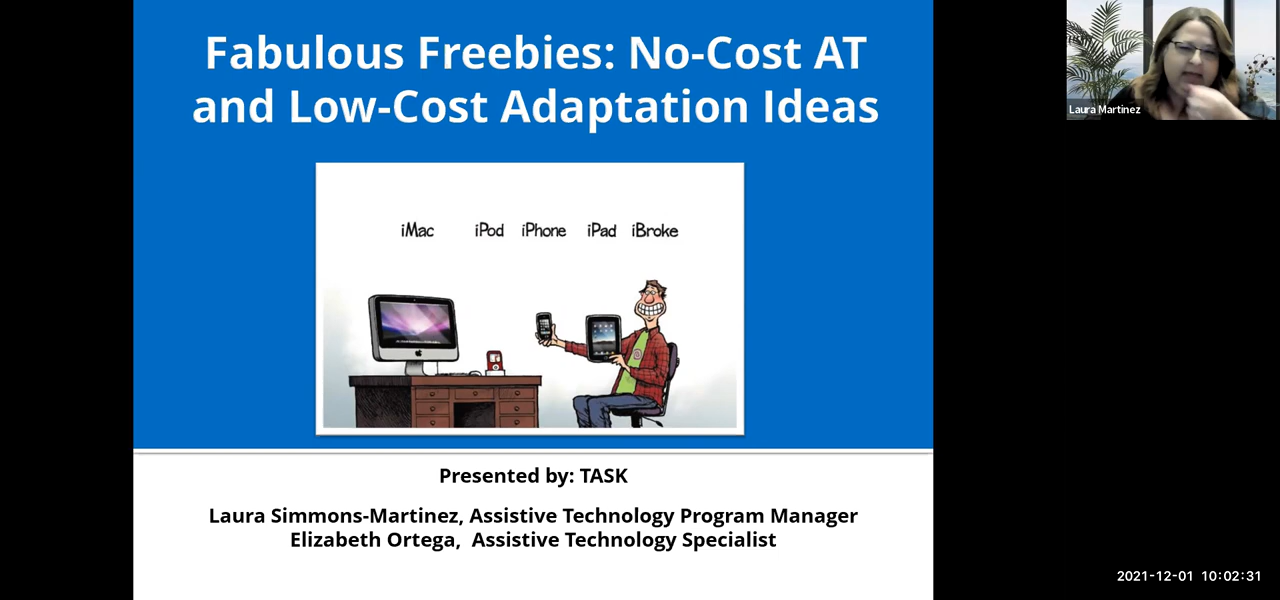 Fabulous Freebies: No-Cost AT
and Low-Cost Adaptation Ideas
iMac iPod iPhone iPad iBroke
Presented by: TASK
Laura Simmons-Martinez, Assistive Technology Program Manager
Elizabeth Ortega, Assistive Technology Specialist
Laura Martinez
2021-12-01 10:02:31